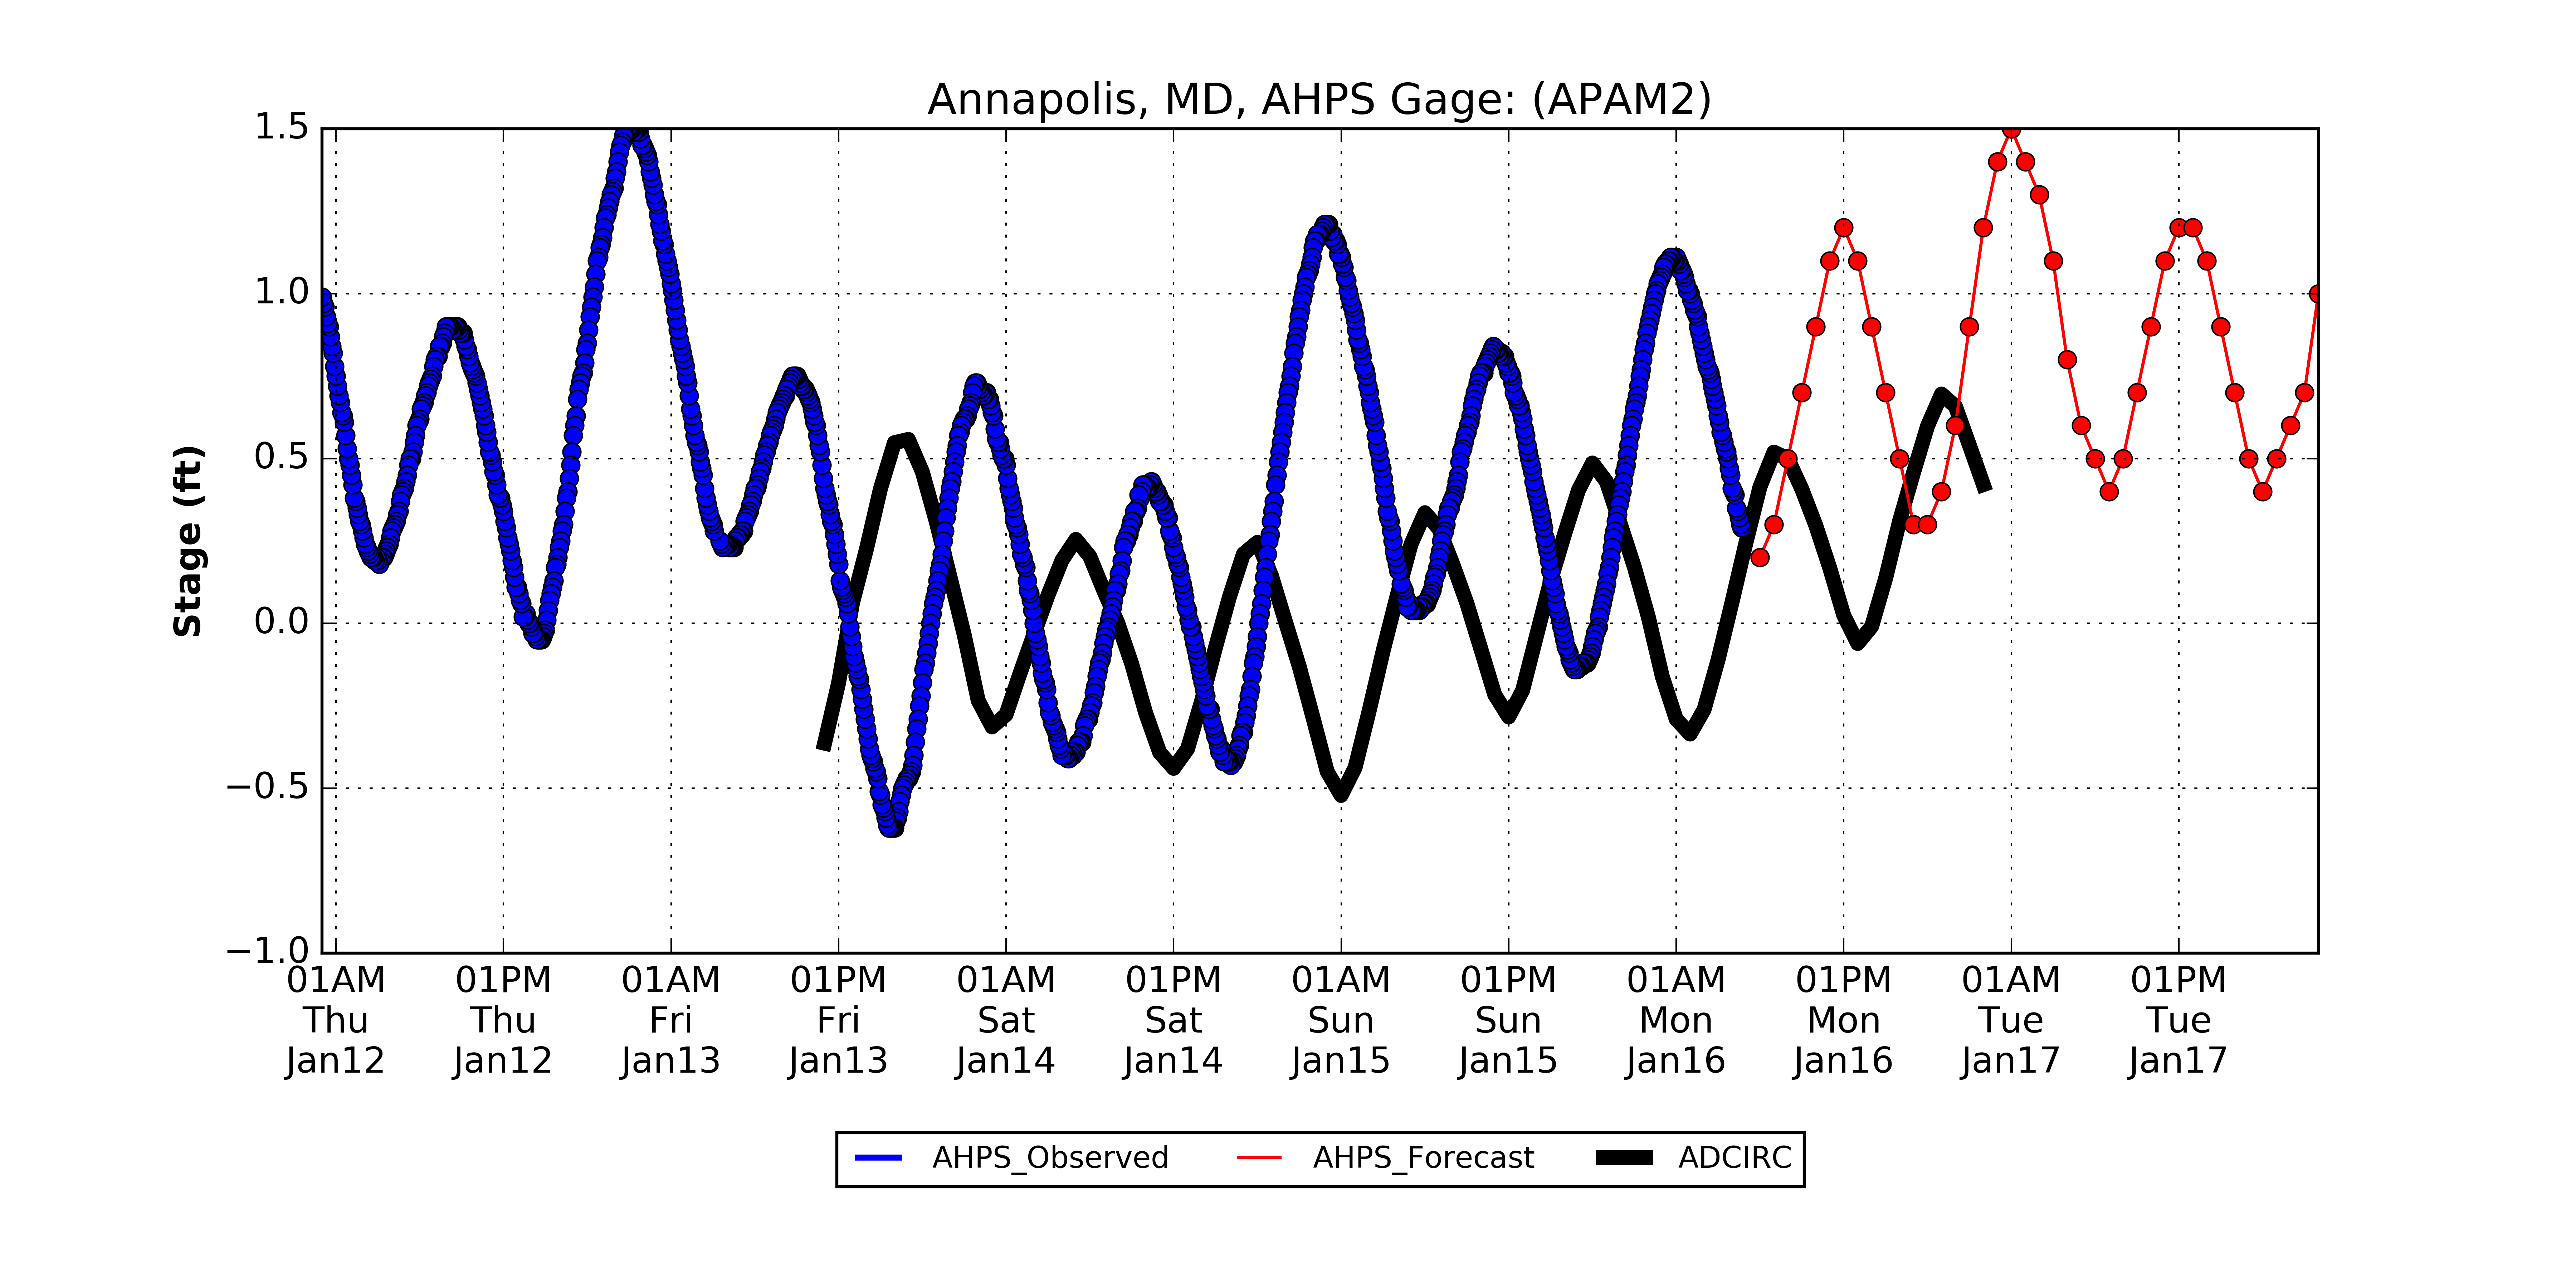 Annapolis, MD, AHPS Gage: (APAM2)
Stage (ft)
1.5
1.0
0.5
0.0
−0.5
−1.0
01AM 01PM 01AM 01PM 01AM 01PM 01AM 01PM 01AM 01PM 01AM 01PM
Thu Thu Fri Fri Sat Sat Sun Sun Mon Mon Tue Tue
Jan12 Jan12 Jan13 Jan13 Jan14 Jan14 Jan15 Jan15 Jan16 Jan16 Jan17 Jan17
AHPS_Observed AHPS_Forecast ADCIRC